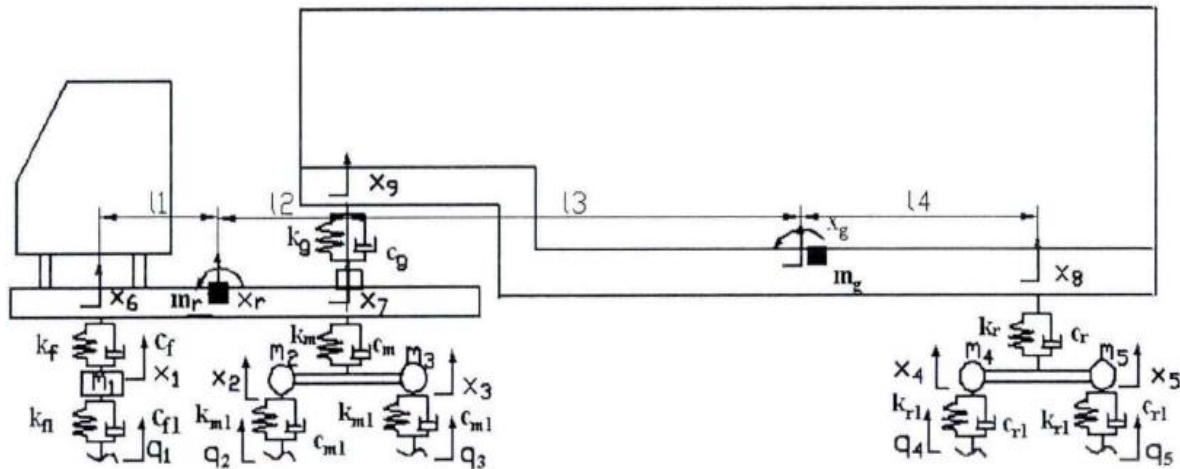 x9
l1 l2 l3 l4
kg cg xg
mg
x6 mr xr x7 x8
kf cf km cm kr cr
m1 x1 m2 m3 m4 m5
x2 x3 x4 x5
kf1 cf1 km1 cm1 km1 cm1 kr1 cr1 kr1 cr1
q1 q2 q3 q4 q5